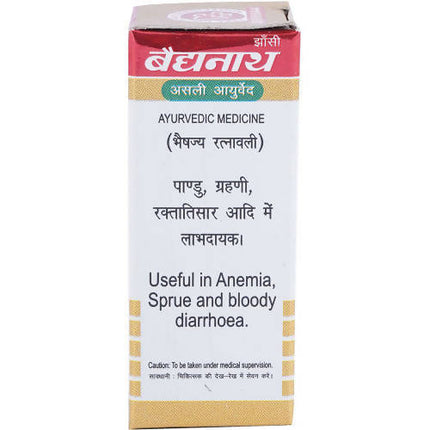 झाँसी
बैद्यनाथ
असली आयुर्वेद
AYURVEDIC MEDICINE
(भैषज्य रत्नावली)
पाण्डु, ग्रहणी,
रक्तातिसार आदि में
लाभदायक।
Useful in Anemia,
Sprue and bloody
diarrhoea.
Caution: To be taken under medical supervision.
सावधानी : चिकित्सक की देख-रेख में सेवन करें।